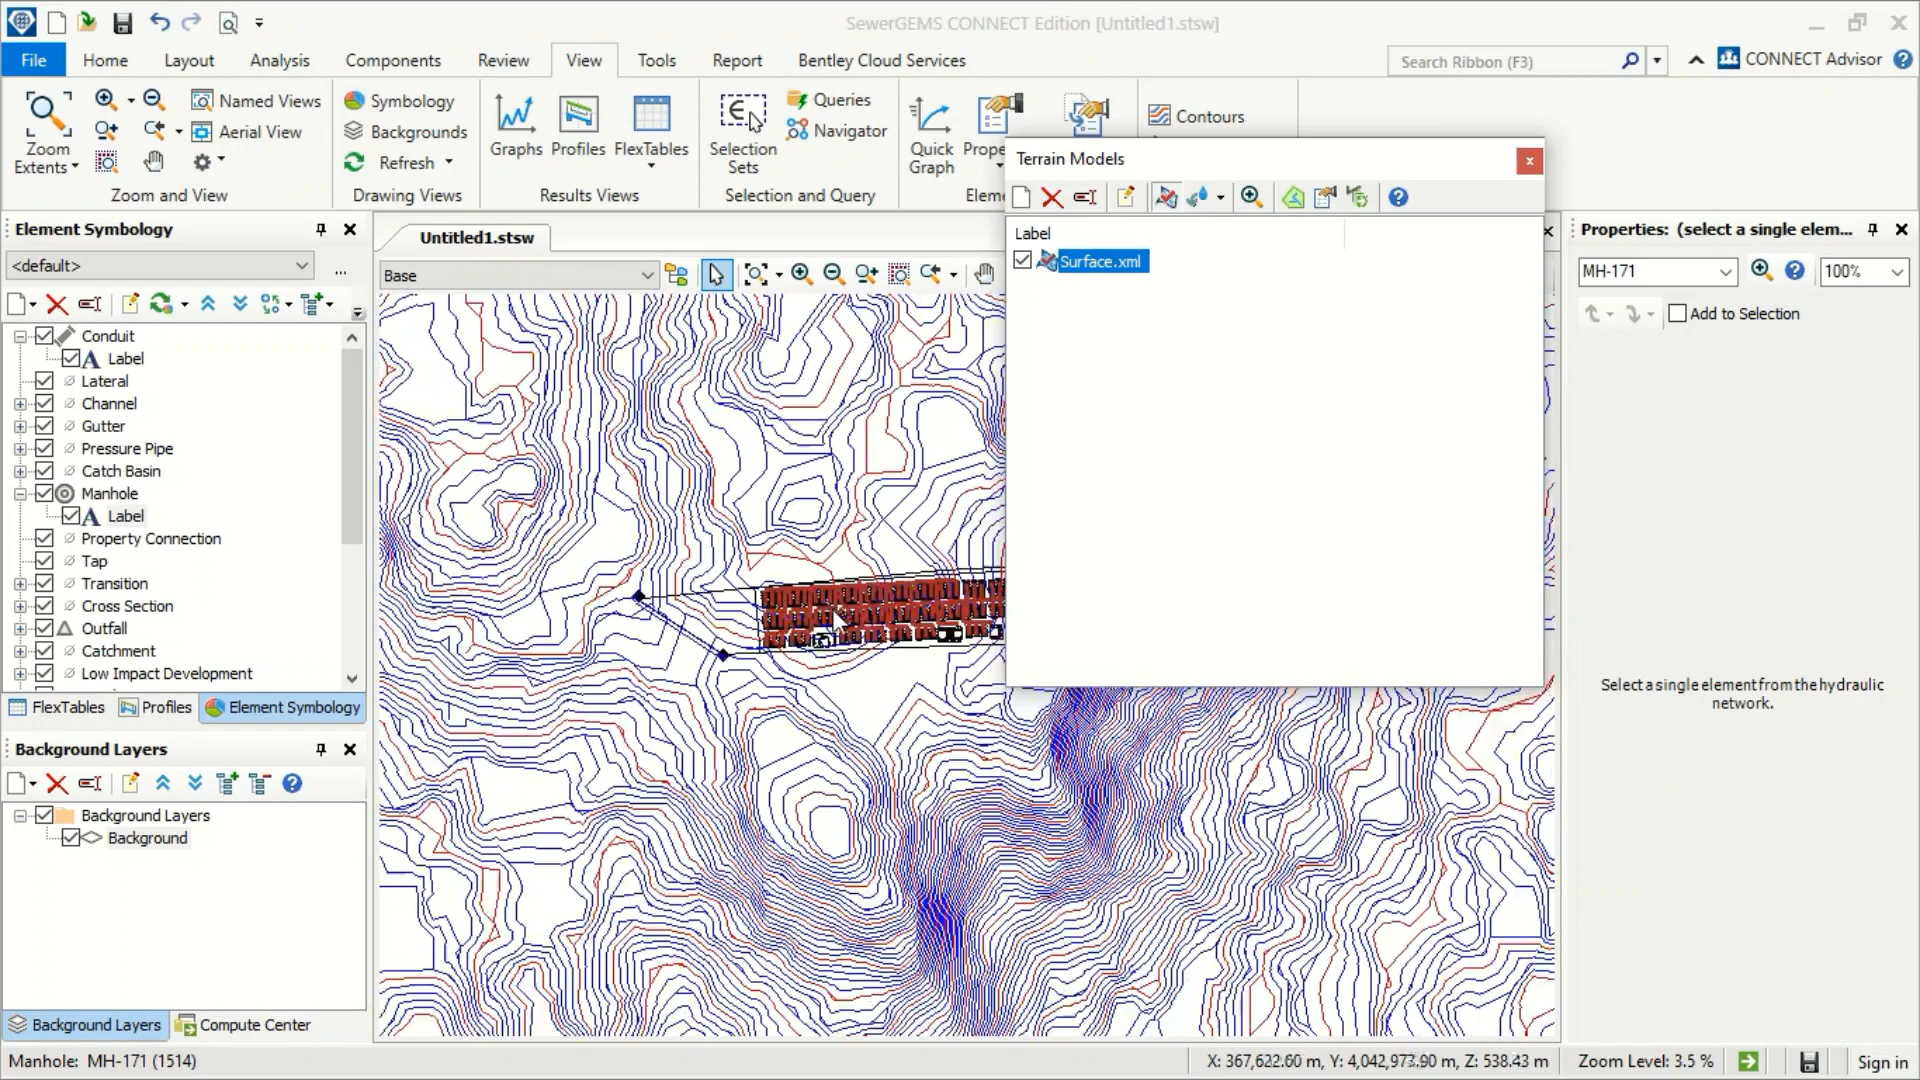 SewerGEMS CONNECT Edition [Untitled1.stsw]
File Home Layout Analysis Components Review View Tools Report Bentley Cloud Services
Search Ribbon (F3)
CONNECT Advisor
Zoom
Extents
Named Views
Aerial View
Zoom and View
Symbology
Backgrounds
Refresh
Drawing Views
Graphs Profiles FlexTables
Results Views
Selection
Sets
Queries
Navigator
Selection and Query
Quick
Graph
Contours
Terrain Models
Label
Surface.xml
Element Symbology
<default>
...
Conduit
Label
Lateral
Channel
Gutter
Pressure Pipe
Catch Basin
Manhole
Label
Property Connection
Tap
Transition
Cross Section
Outfall
Catchment
Low Impact Development
FlexTables Profiles Element Symbology
Background Layers
Background Layers
Background
Background Layers Compute Center
Untitled1.stsw
Base
Properties: (select a single elem...
MH-171
100%
Add to Selection
Select a single element from the hydraulic
network.
Manhole: MH-171 (1514)
X: 367,622.60 m, Y: 4,042,973.90 m, Z: 538.43 m
Zoom Level: 3.5 %
Sign in